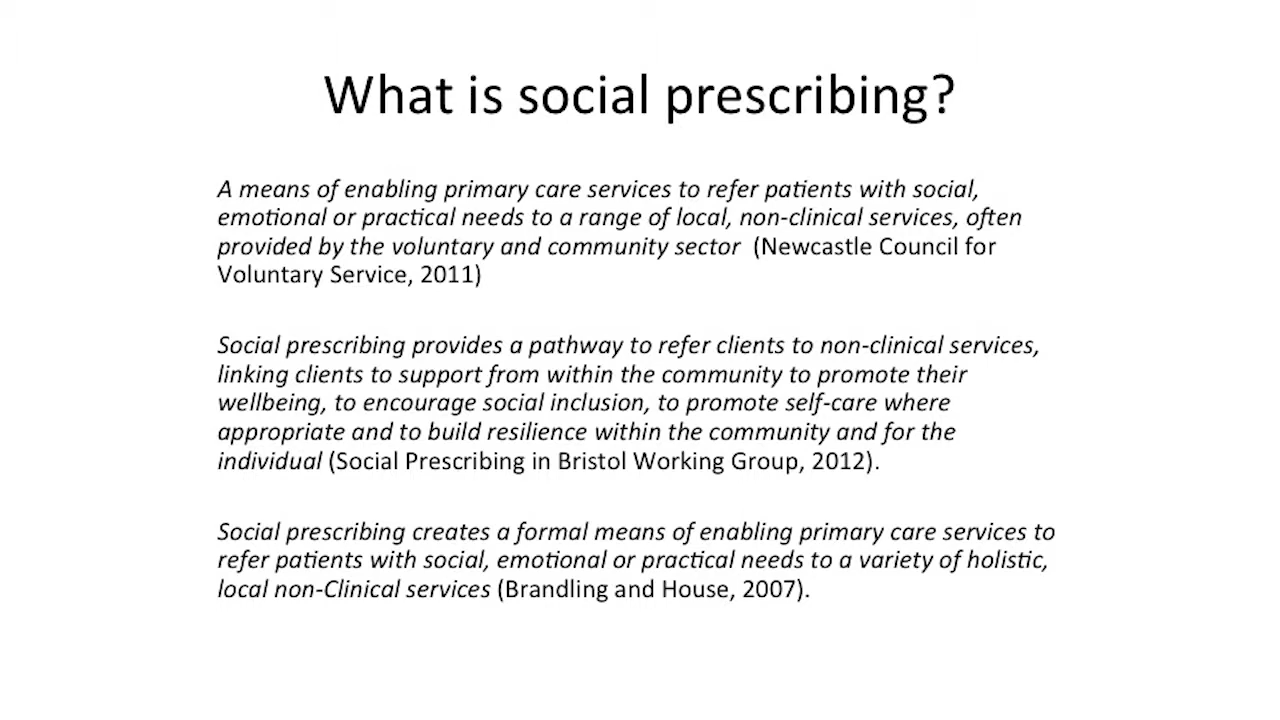 What is social prescribing?
A means of enabling primary care services to refer patients with social,
emotional or practical needs to a range of local, non-clinical services, often
provided by the voluntary and community sector (Newcastle Council for
Voluntary Service, 2011)
Social prescribing provides a pathway to refer clients to non-clinical services,
linking clients to support from within the community to promote their
wellbeing, to encourage social inclusion, to promote self-care where
appropriate and to build resilience within the community and for the
individual (Social Prescribing in Bristol Working Group, 2012).
Social prescribing creates a formal means of enabling primary care services to
refer patients with social, emotional or practical needs to a variety of holistic,
local non-Clinical services (Brandling and House, 2007).